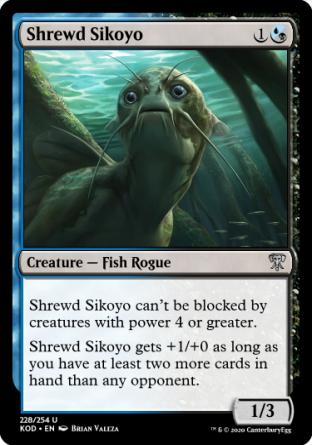 Shrewd Sikoyo 1
Creature — Fish Rogue
Shrewd Sikoyo can't be blocked by
creatures with power 4 or greater.
Shrewd Sikoyo gets +1/+0 as long as
you have at least two more cards in
hand than any opponent.
1/3
228/254 U
KOD • EN Brian Valeza
™ & © 2020 CanterburyEgg